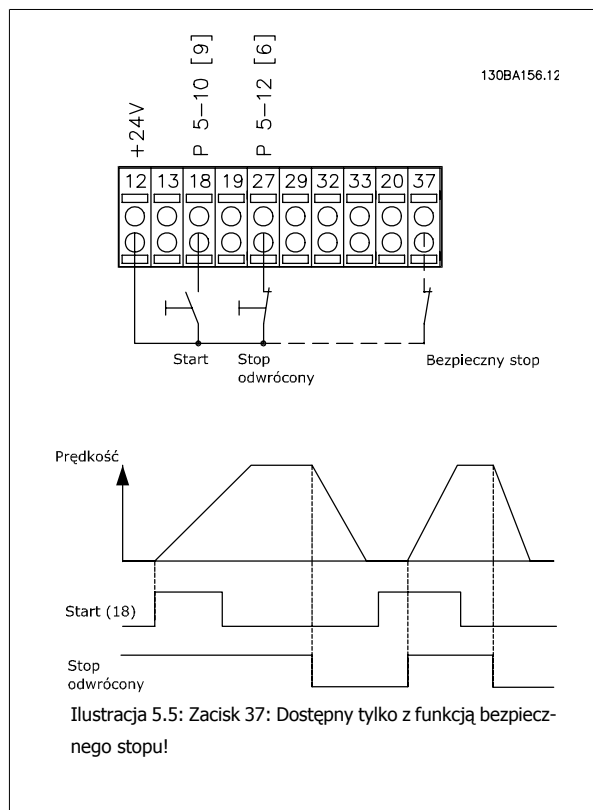 130BA156.12
+24V
P 5-10 [9]
P 5-12 [6]
12 13 18 19 27 29 32 33 20 37
Start
Stop
odwrócony
Bezpieczny stop
Prędkość
Start (18)
Stop
odwrócony
Ilustracja 5.5: Zacisk 37: Dostępny tylko z funkcją bezpiecz-
nego stopu!